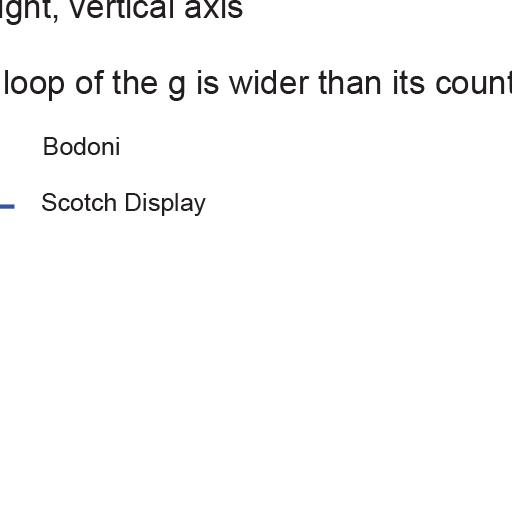 ight, vertical axis
loop of the g is wider than its count
Bodoni
Scotch Display